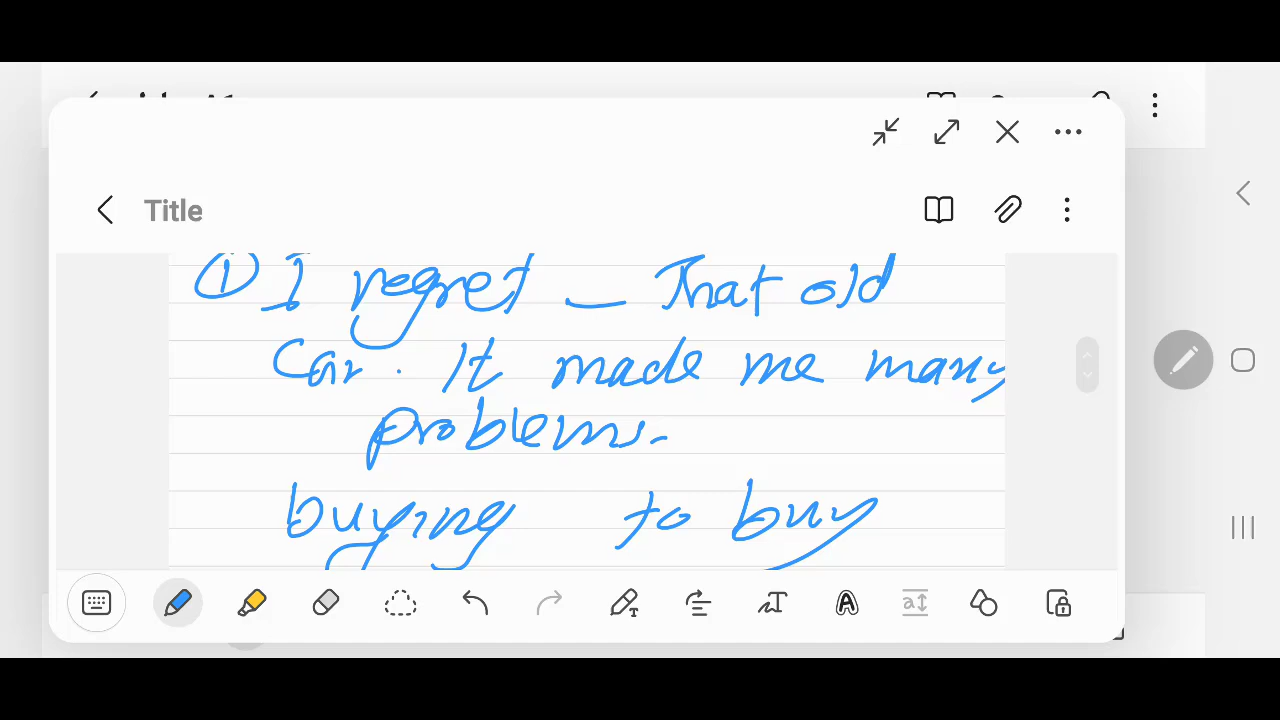 Title
① I regret _ That old
Car. It made me many
problems.
buying to buy